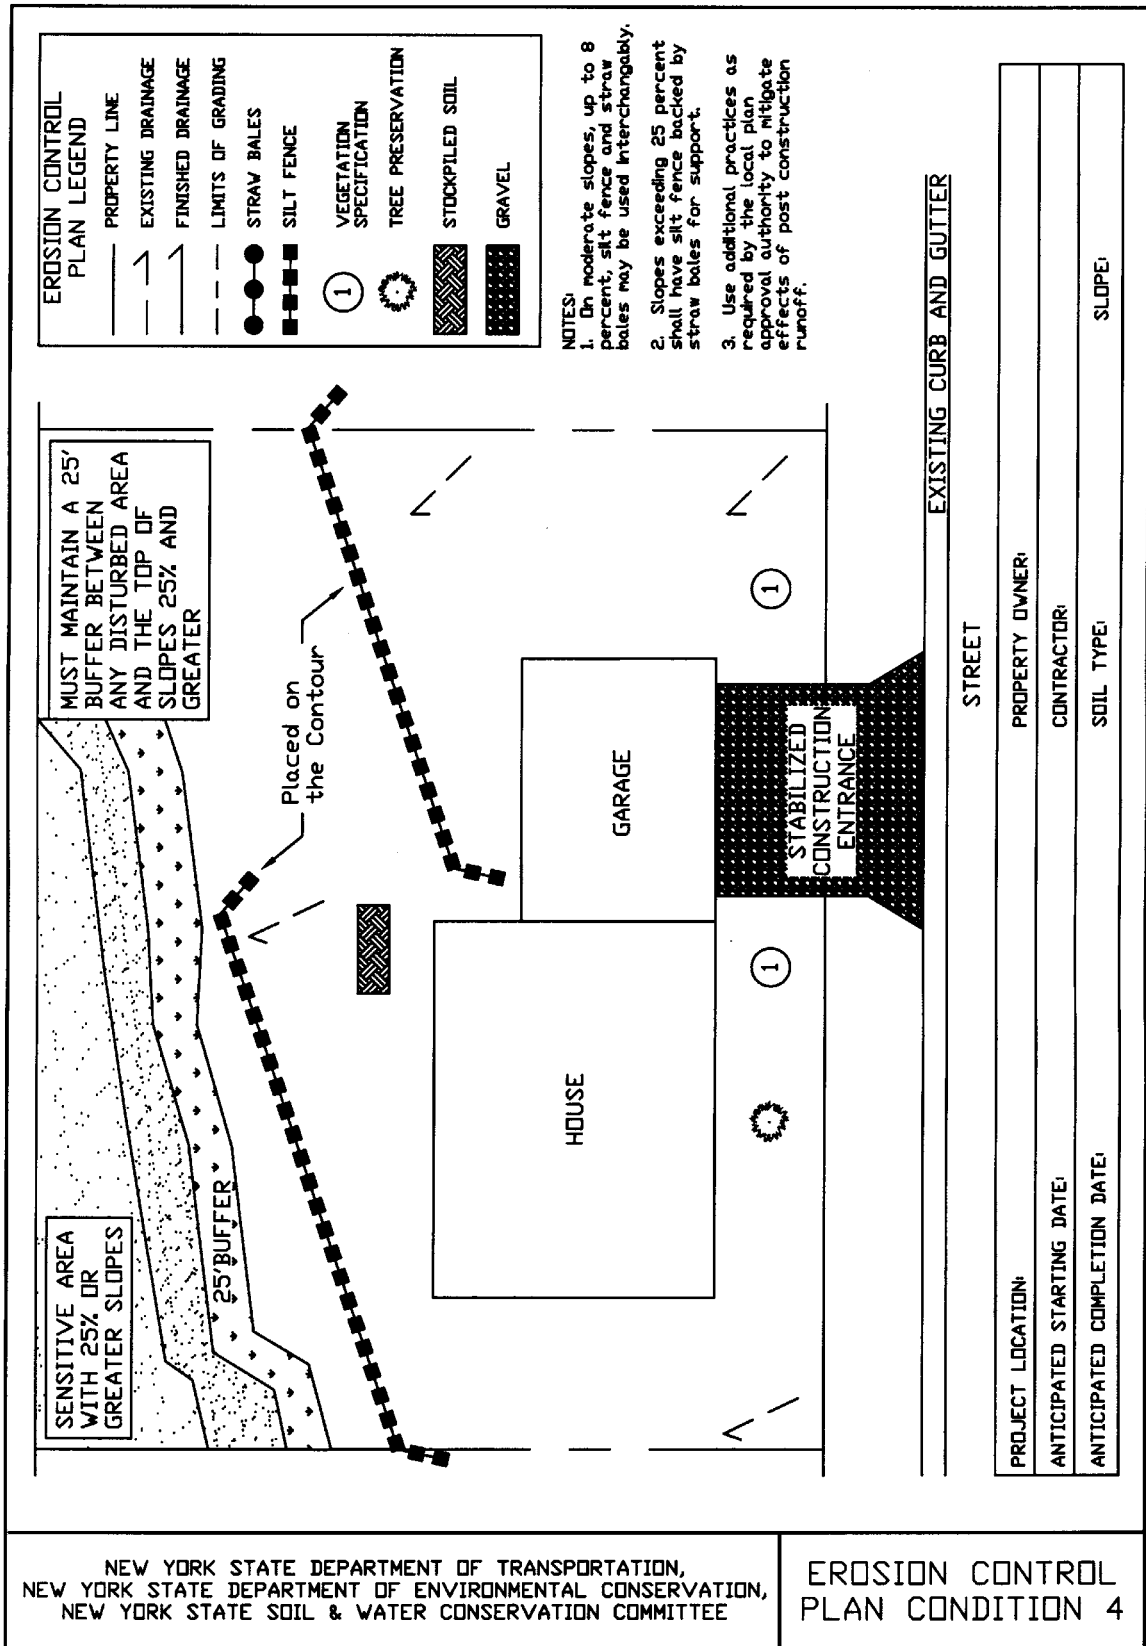 EROSION CONTROL
PLAN LEGEND
PROPERTY LINE
EXISTING DRAINAGE
FINISHED DRAINAGE
LIMITS OF GRADING
STRAW BALES
SILT FENCE
1
VEGETATION
SPECIFICATION
TREE PRESERVATION
STOCKPILED SOIL
GRAVEL
NOTES:
1. On moderate slopes, up to 8
percent, silt fence and straw
bales may be used interchangably.
2. Slopes exceeding 25 percent
shall have silt fence backed by
straw bales for support.
3. Use additional practices as
required by the local plan
approval authority to mitigate
effects of post construction
runoff.
MUST MAINTAIN A 25'
BUFFER BETWEEN
ANY DISTURBED AREA
AND THE TOP OF
SLOPES 25% AND
GREATER
SENSITIVE AREA
WITH 25% OR
GREATER SLOPES
25'BUFFER
Placed on
the Contour
HOUSE
GARAGE
1
1
STABILIZED
CONSTRUCTION
ENTRANCE
EXISTING CURB AND GUTTER
STREET
PROJECT LOCATION:
PROPERTY OWNER:
ANTICIPATED STARTING DATE:
CONTRACTOR:
ANTICIPATED COMPLETION DATE:
SOIL TYPE:
SLOPE:
NEW YORK STATE DEPARTMENT OF TRANSPORTATION,
NEW YORK STATE DEPARTMENT OF ENVIRONMENTAL CONSERVATION,
NEW YORK STATE SOIL & WATER CONSERVATION COMMITTEE
EROSION CONTROL
PLAN CONDITION 4